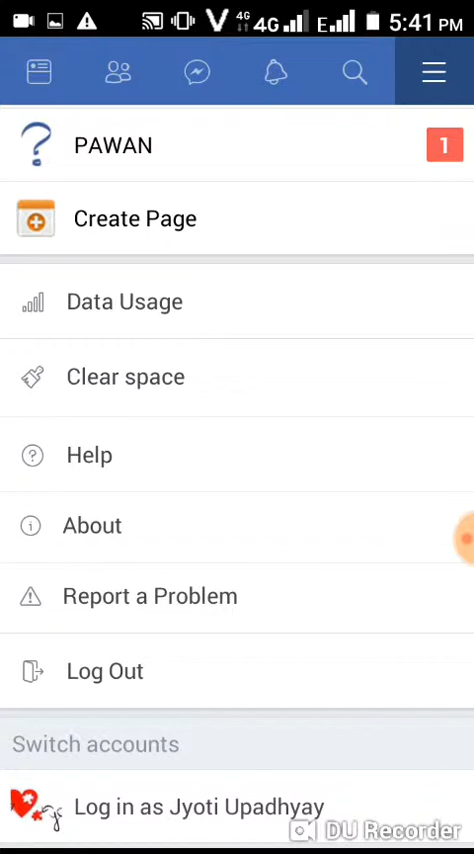 4G 4G E 5:41 PM
PAWAN 1
Create Page
Data Usage
Clear space
Help
About
Report a Problem
Log Out
Switch accounts
Log in as Jyoti Upadhyay
DU Recorder